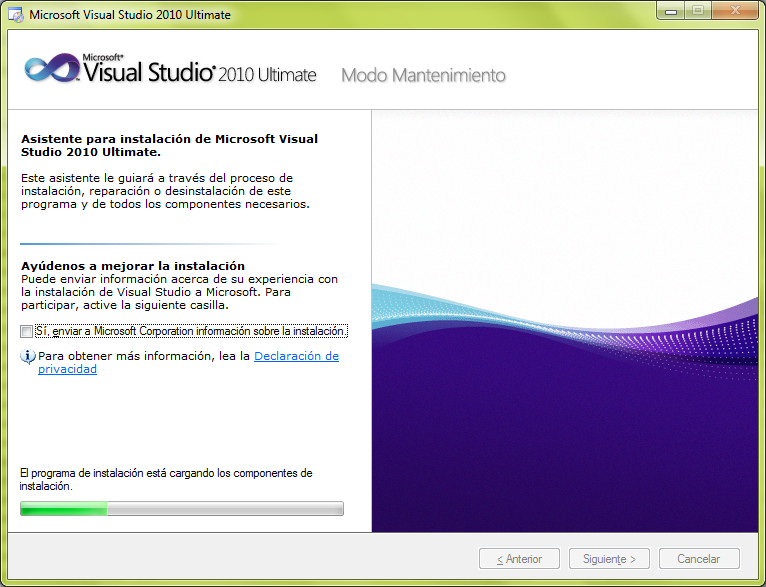 Microsoft Visual Studio 2010 Ultimate
Microsoft®
Visual Studio® 2010 Ultimate Modo Mantenimiento
Asistente para instalación de Microsoft Visual
Studio 2010 Ultimate.
Este asistente le guiará a través del proceso de
instalación, reparación o desinstalación de este
programa y de todos los componentes necesarios.
Ayúdenos a mejorar la instalación
Puede enviar información acerca de su experiencia con
la instalación de Visual Studio a Microsoft. Para
participar, active la siguiente casilla.
Sí, enviar a Microsoft Corporation información sobre la instalación.
Para obtener más información, lea la Declaración de
privacidad
El programa de instalación está cargando los componentes de
instalación.
< Anterior Siguiente > Cancelar